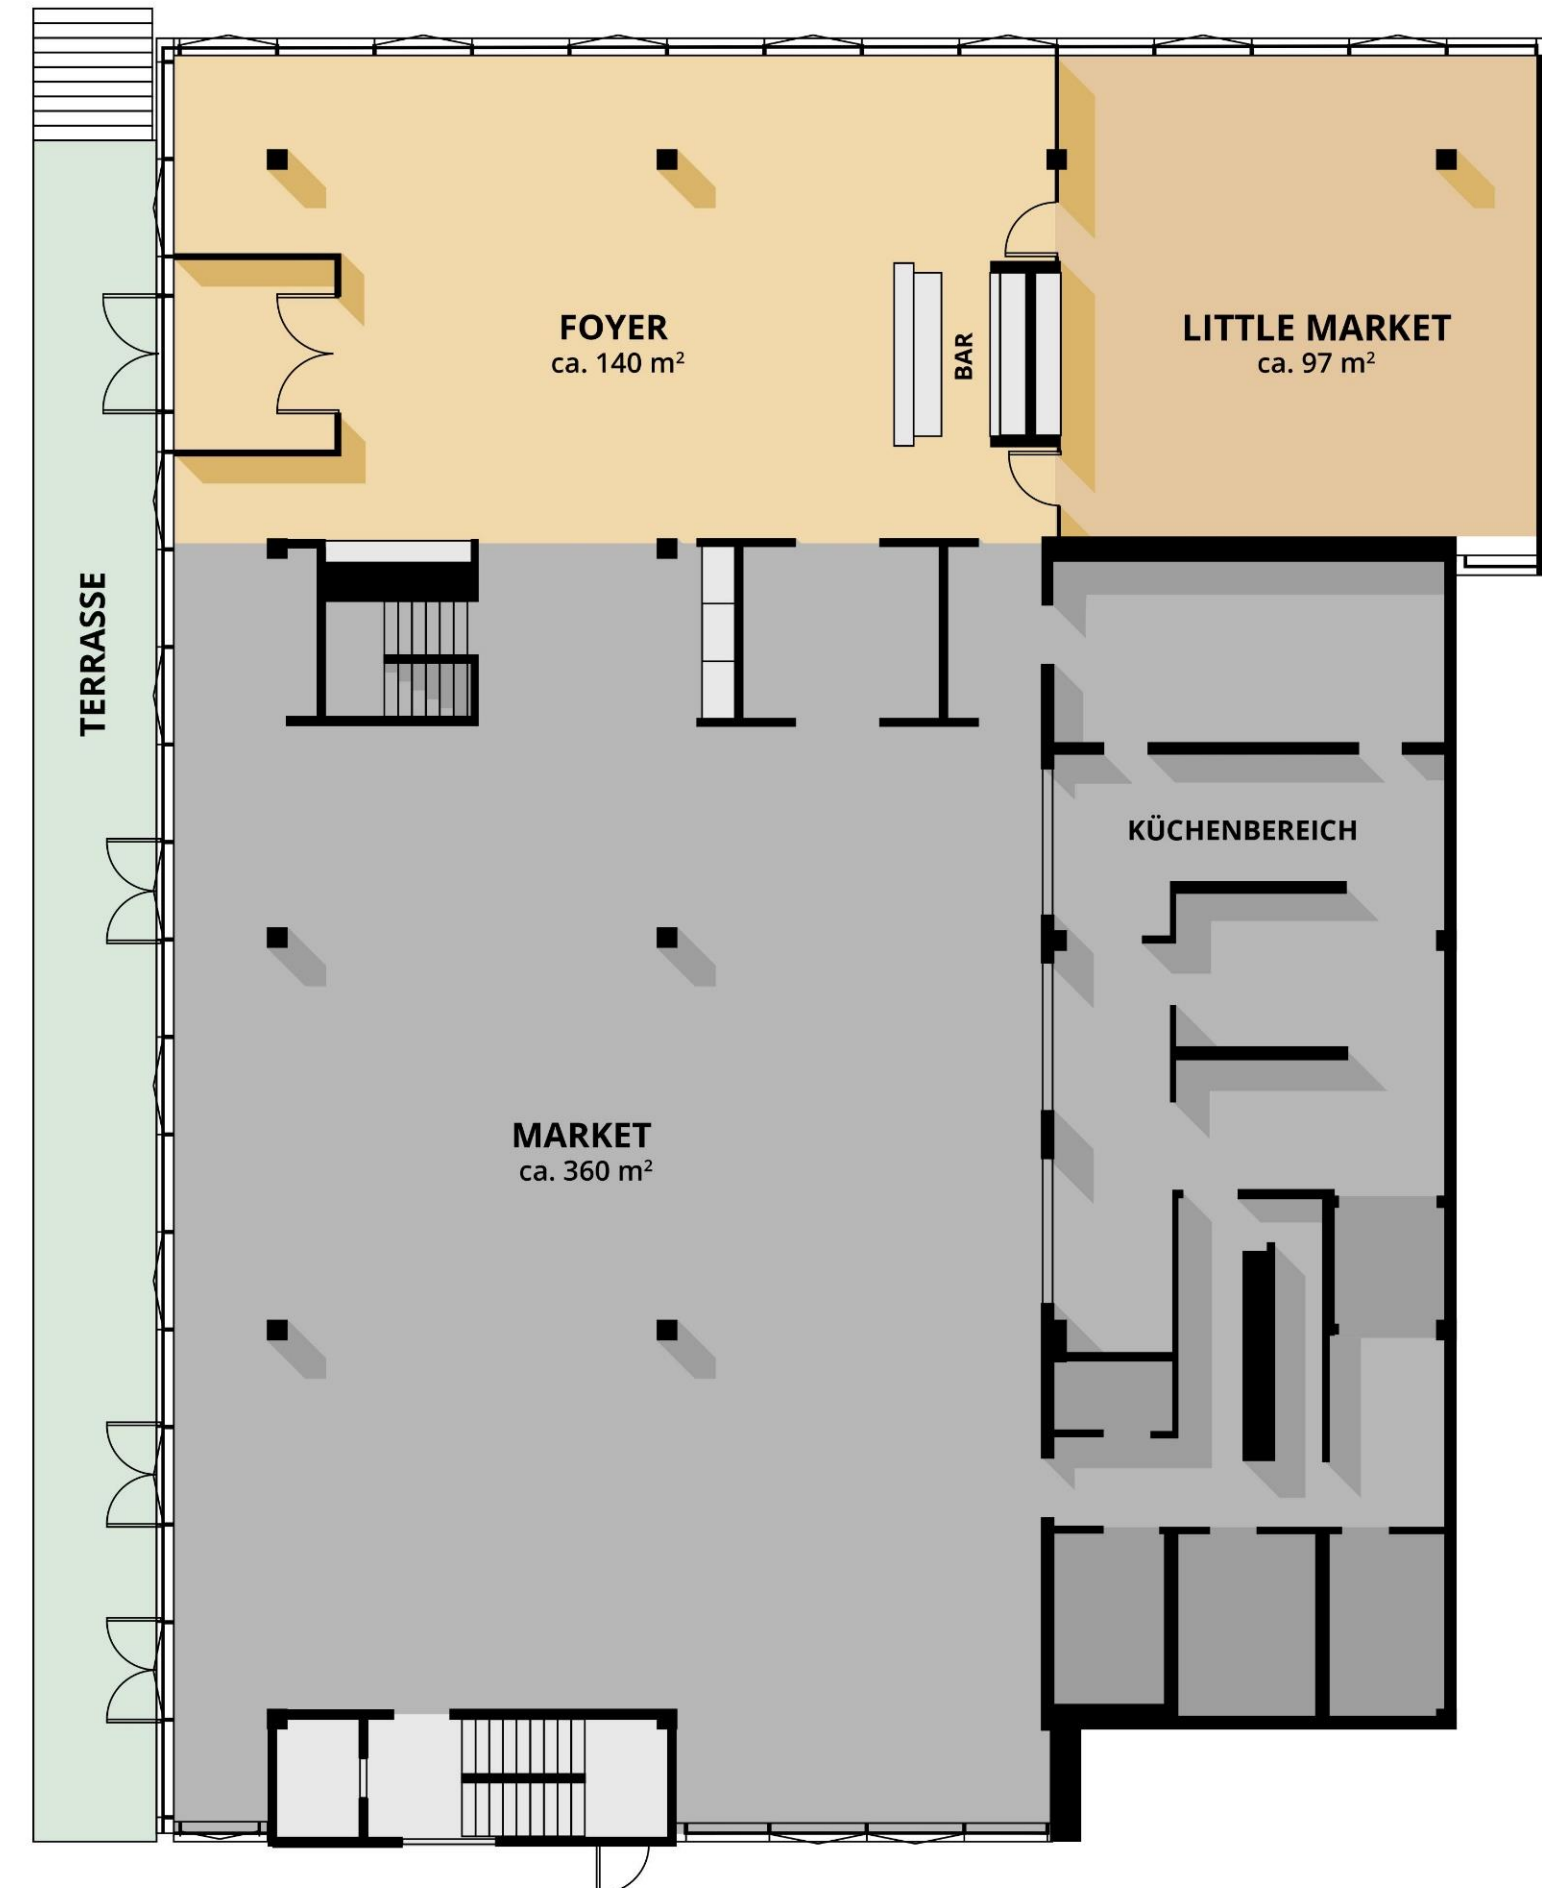 FOYER
ca. 140 m²
BAR
LITTLE MARKET
ca. 97 m²
TERRASSE
KÜCHENBEREICH
MARKET
ca. 360 m²